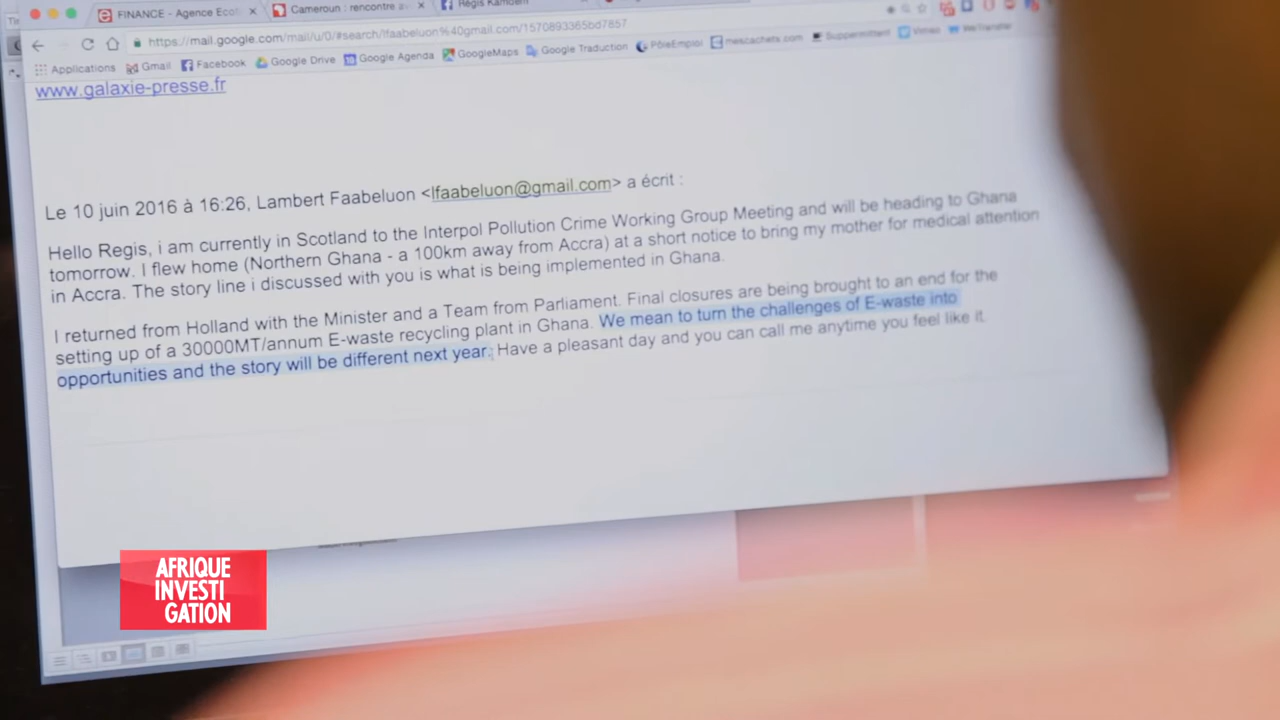 FINANCE - Agence Eco
Cameroun : rencontre a
Régis Kamdem
https://mail.google.com/mail/u/0/#search/lfaabeluon%40gmail.com/1570893365bd7857
Applications Gmail Facebook Google Drive Google Agenda GoogleMaps Google Traduction PôleEmploi mescachets.com Suppermittent Vimeo WeTransfer
www.galaxie-presse.fr
Le 10 juin 2016 à 16:26, Lambert Faabeluon <lfaabeluon@gmail.com> a écrit :
Hello Regis, i am currently in Scotland to the Interpol Pollution Crime Working Group Meeting and will be heading to Ghana
tomorrow. I flew home (Northern Ghana - a 100km away from Accra) at a short notice to bring my mother for medical attention
in Accra. The story line i discussed with you is what is being implemented in Ghana.
I returned from Holland with the Minister and a Team from Parliament. Final closures are being brought to an end for the
setting up of a 30000MT/annum E-waste recycling plant in Ghana. We mean to turn the challenges of E-waste into
opportunities and the story will be different next year. Have a pleasant day and you can call me anytime you feel like it.
AFRIQUE
INVESTI
GATION